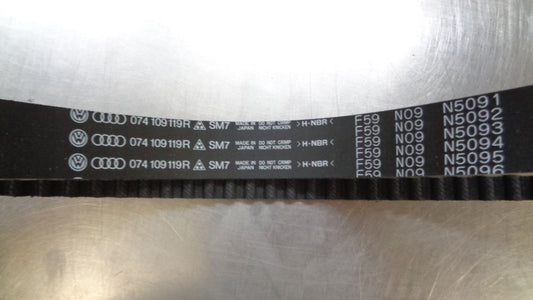 074 109 119R SM7 MADE IN JAPAN DO NOT CRIMP NICHT KNICKEN >H-NBR<
074 109 119R SM7 MADE IN JAPAN DO NOT CRIMP NICHT KNICKEN >H-NBR<
074 109 119R SM7 MADE IN JAPAN DO NOT CRIMP NICHT KNICKEN >H-NBR<
F59 N09 N5091
F59 N09 N5092
F59 N09 N5093
F59 N09 N5094
F59 N09 N5095
F59 N09 N5096